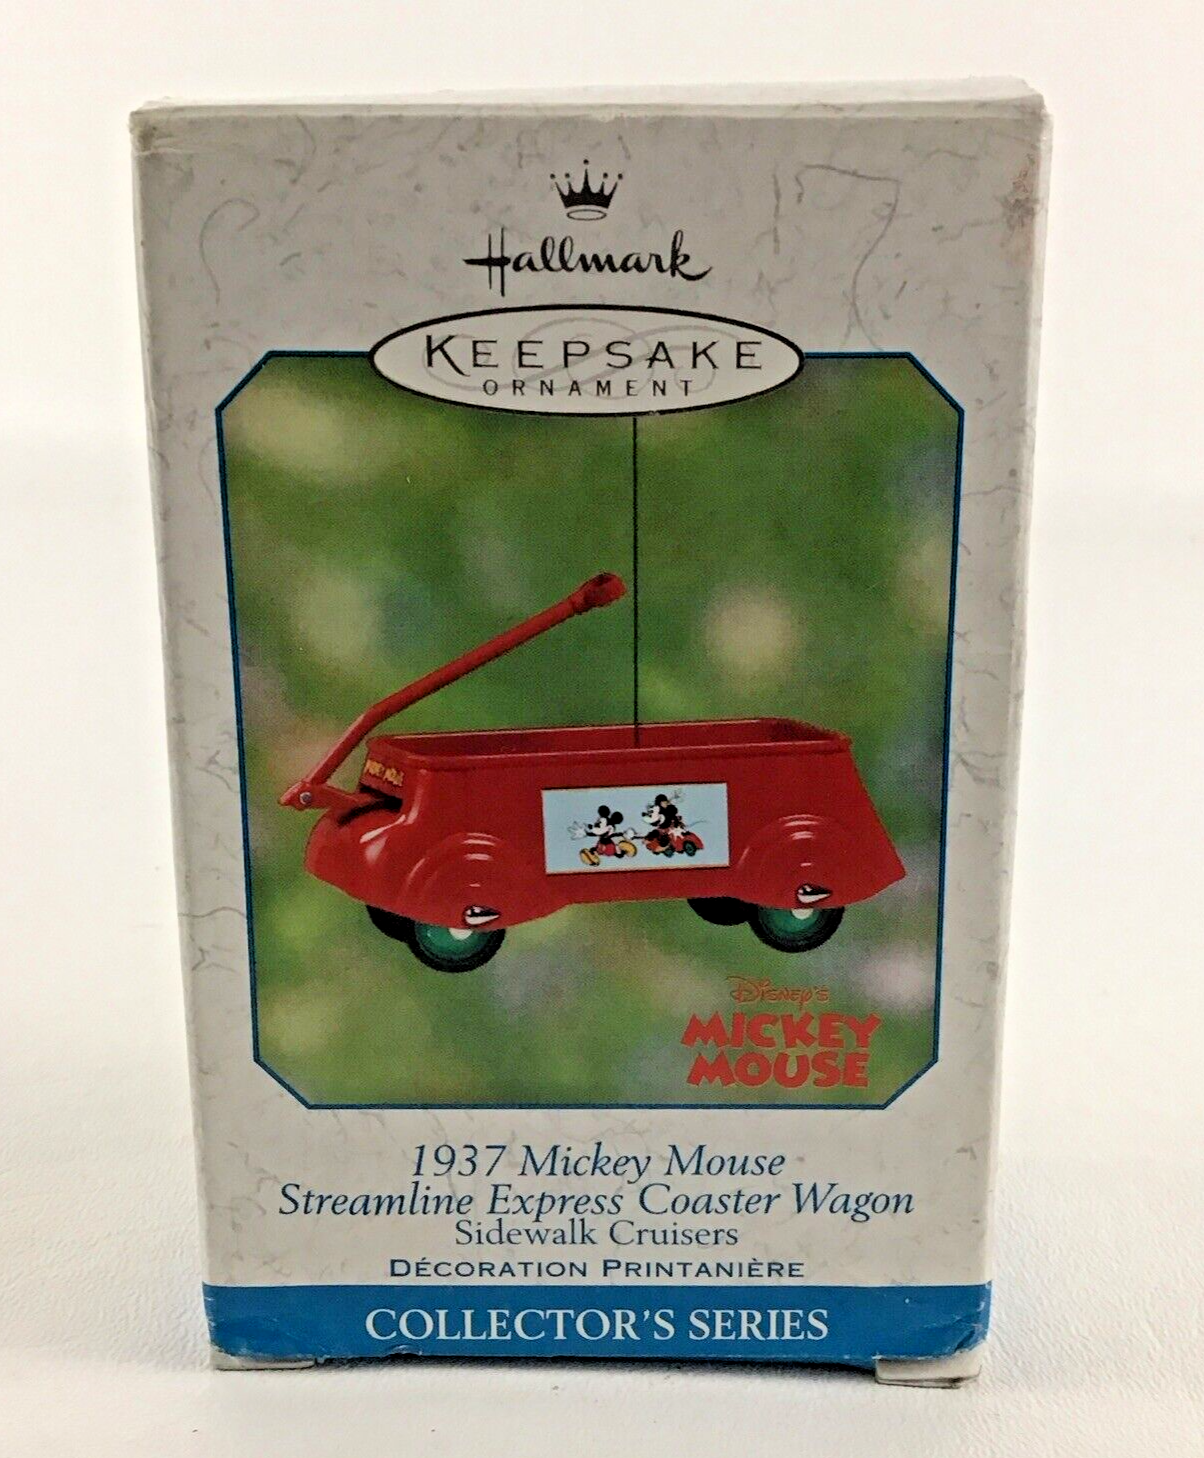 Hallmark
KEEPSAKE
ORNAMENT
Disney's
MICKEY
MOUSE
1937 Mickey Mouse
Streamline Express Coaster Wagon
Sidewalk Cruisers
DÉCORATION PRINTANIÈRE
COLLECTOR'S SERIES